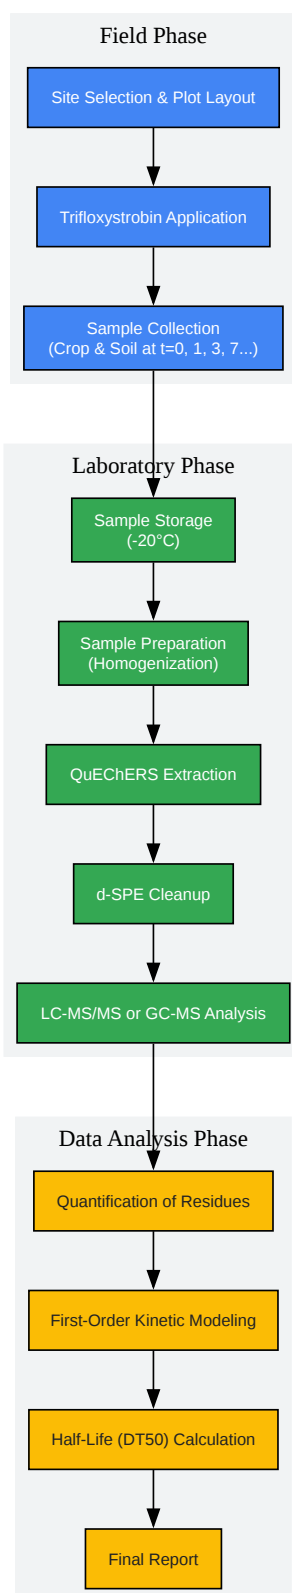 Field Phase
Site Selection & Plot Layout
Trifloxystrobin Application
Sample Collection
(Crop & Soil at t=0, 1, 3, 7...)
Laboratory Phase
Sample Storage
(-20°C)
Sample Preparation
(Homogenization)
QuEChERS Extraction
d-SPE Cleanup
LC-MS/MS or GC-MS Analysis
Data Analysis Phase
Quantification of Residues
First-Order Kinetic Modeling
Half-Life (DT50) Calculation
Final Report